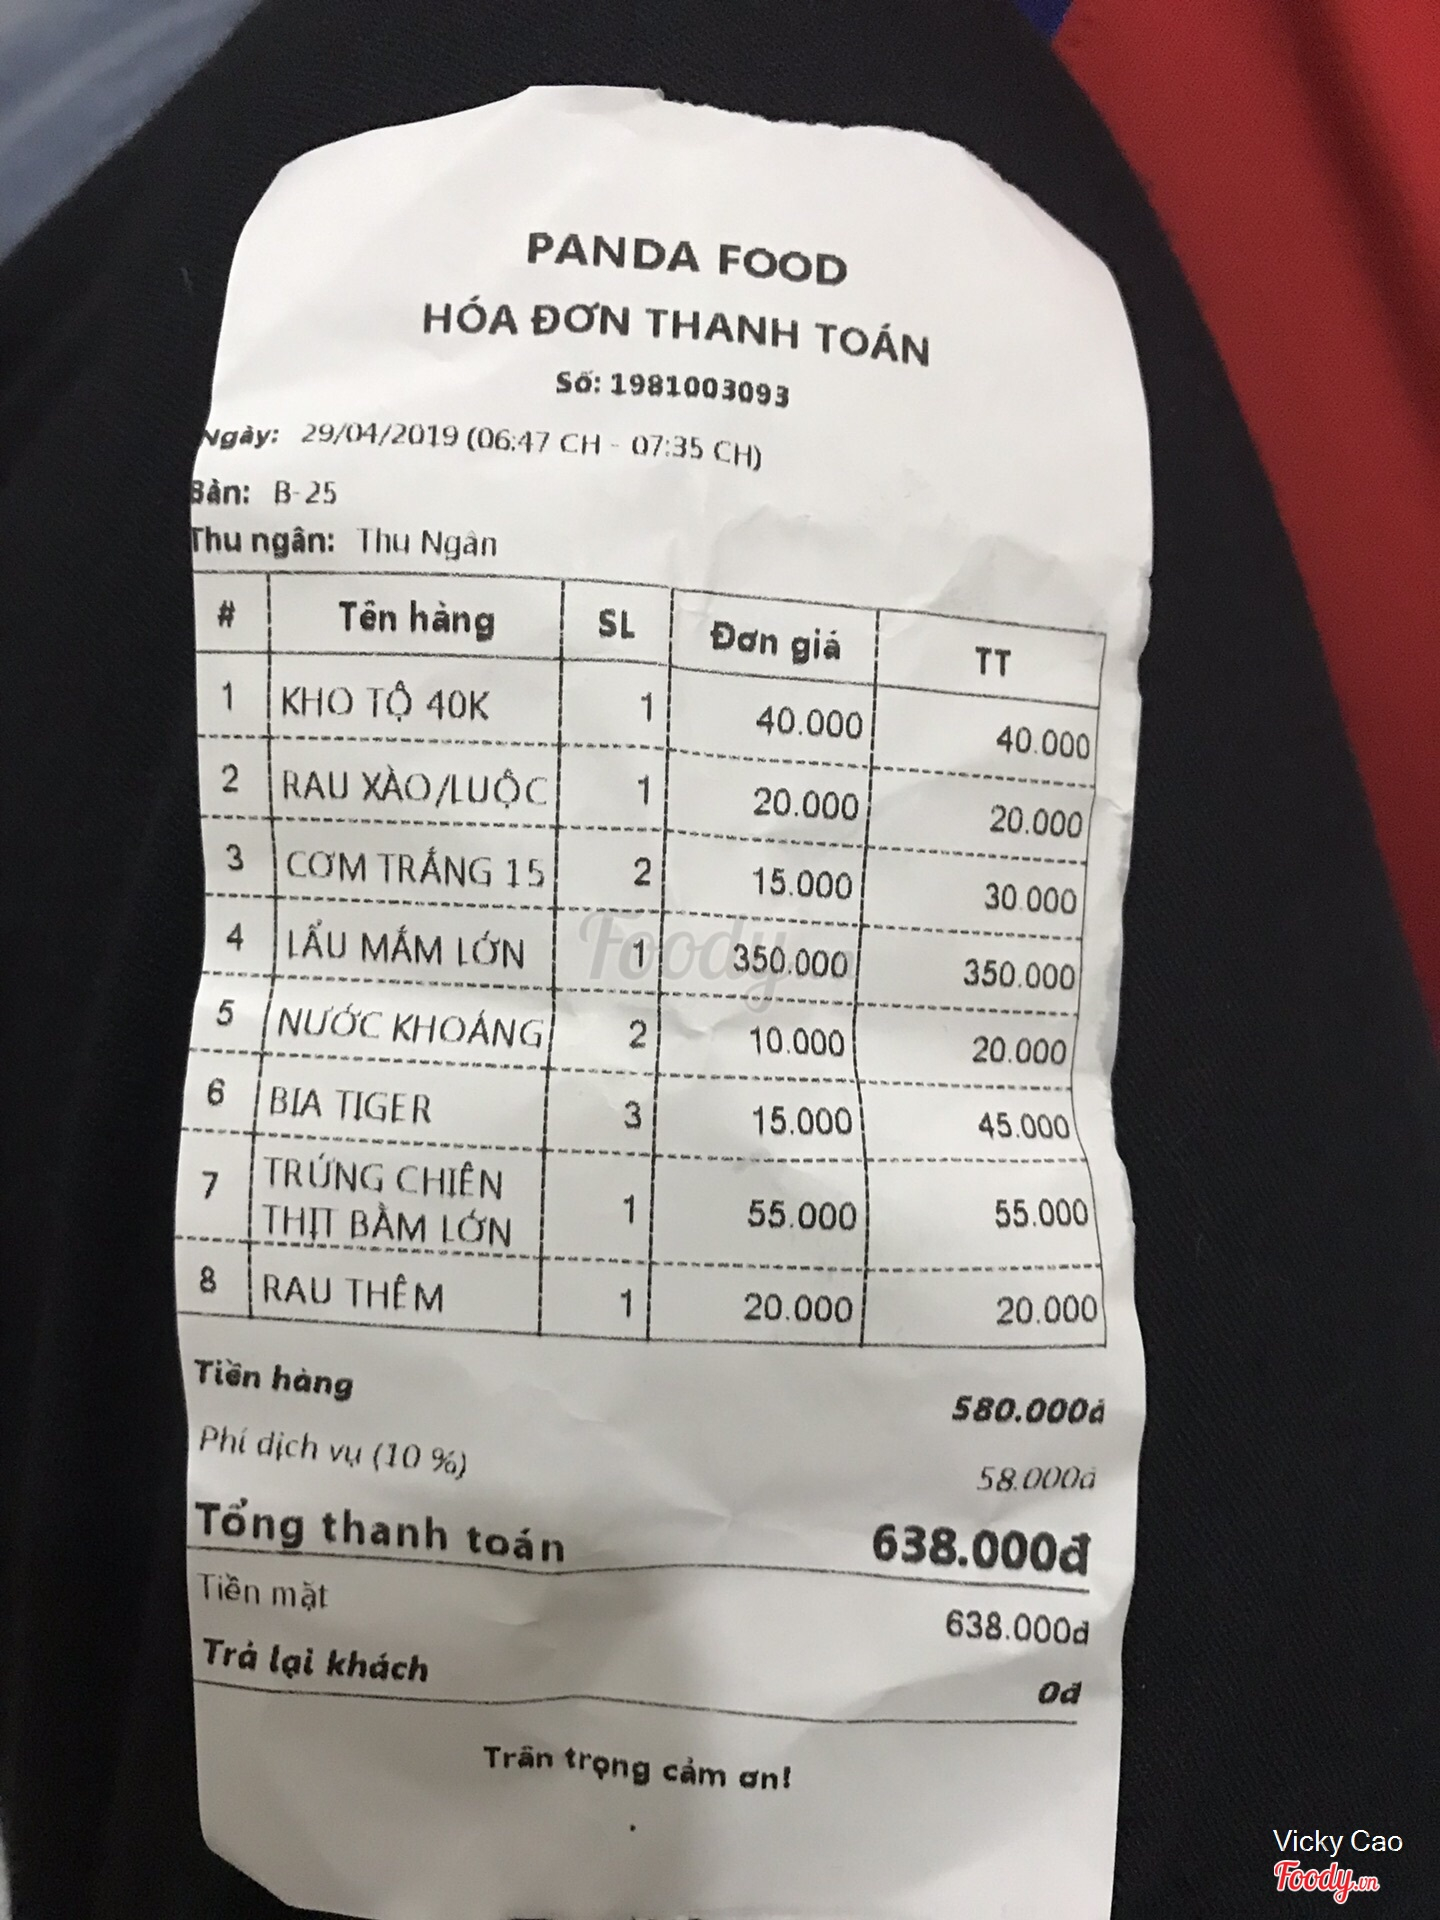 PANDA FOOD
HÓA ĐƠN THANH TOÁN
Số: 1981003093
Ngày: 29/04/2019 (06:47 CH - 07:35 CH)
Bàn: B-25
Thu ngân: Thu Ngân
# Tên hàng SL Đơn giá TT
1 KHO TỘ 40K 1 40.000 40.000
2 RAU XÀO/LUỘC 1 20.000 20.000
3 CƠM TRẮNG 15 2 15.000 30.000
4 LẨU MẮM LỚN 1 350.000 350.000
5 NƯỚC KHOÁNG 2 10.000 20.000
6 BIA TIGER 3 15.000 45.000
7 TRỨNG CHIÊN THỊT BẰM LỚN 1 55.000 55.000
8 RAU THÊM 1 20.000 20.000
Tiền hàng 580.000đ
Phí dịch vụ (10 %) 58.000đ
Tổng thanh toán 638.000đ
Tiền mặt 638.000đ
Trả lại khách 0đ
Trân trọng cảm ơn!
Foody.vn
Vicky Cao
Foody.vn